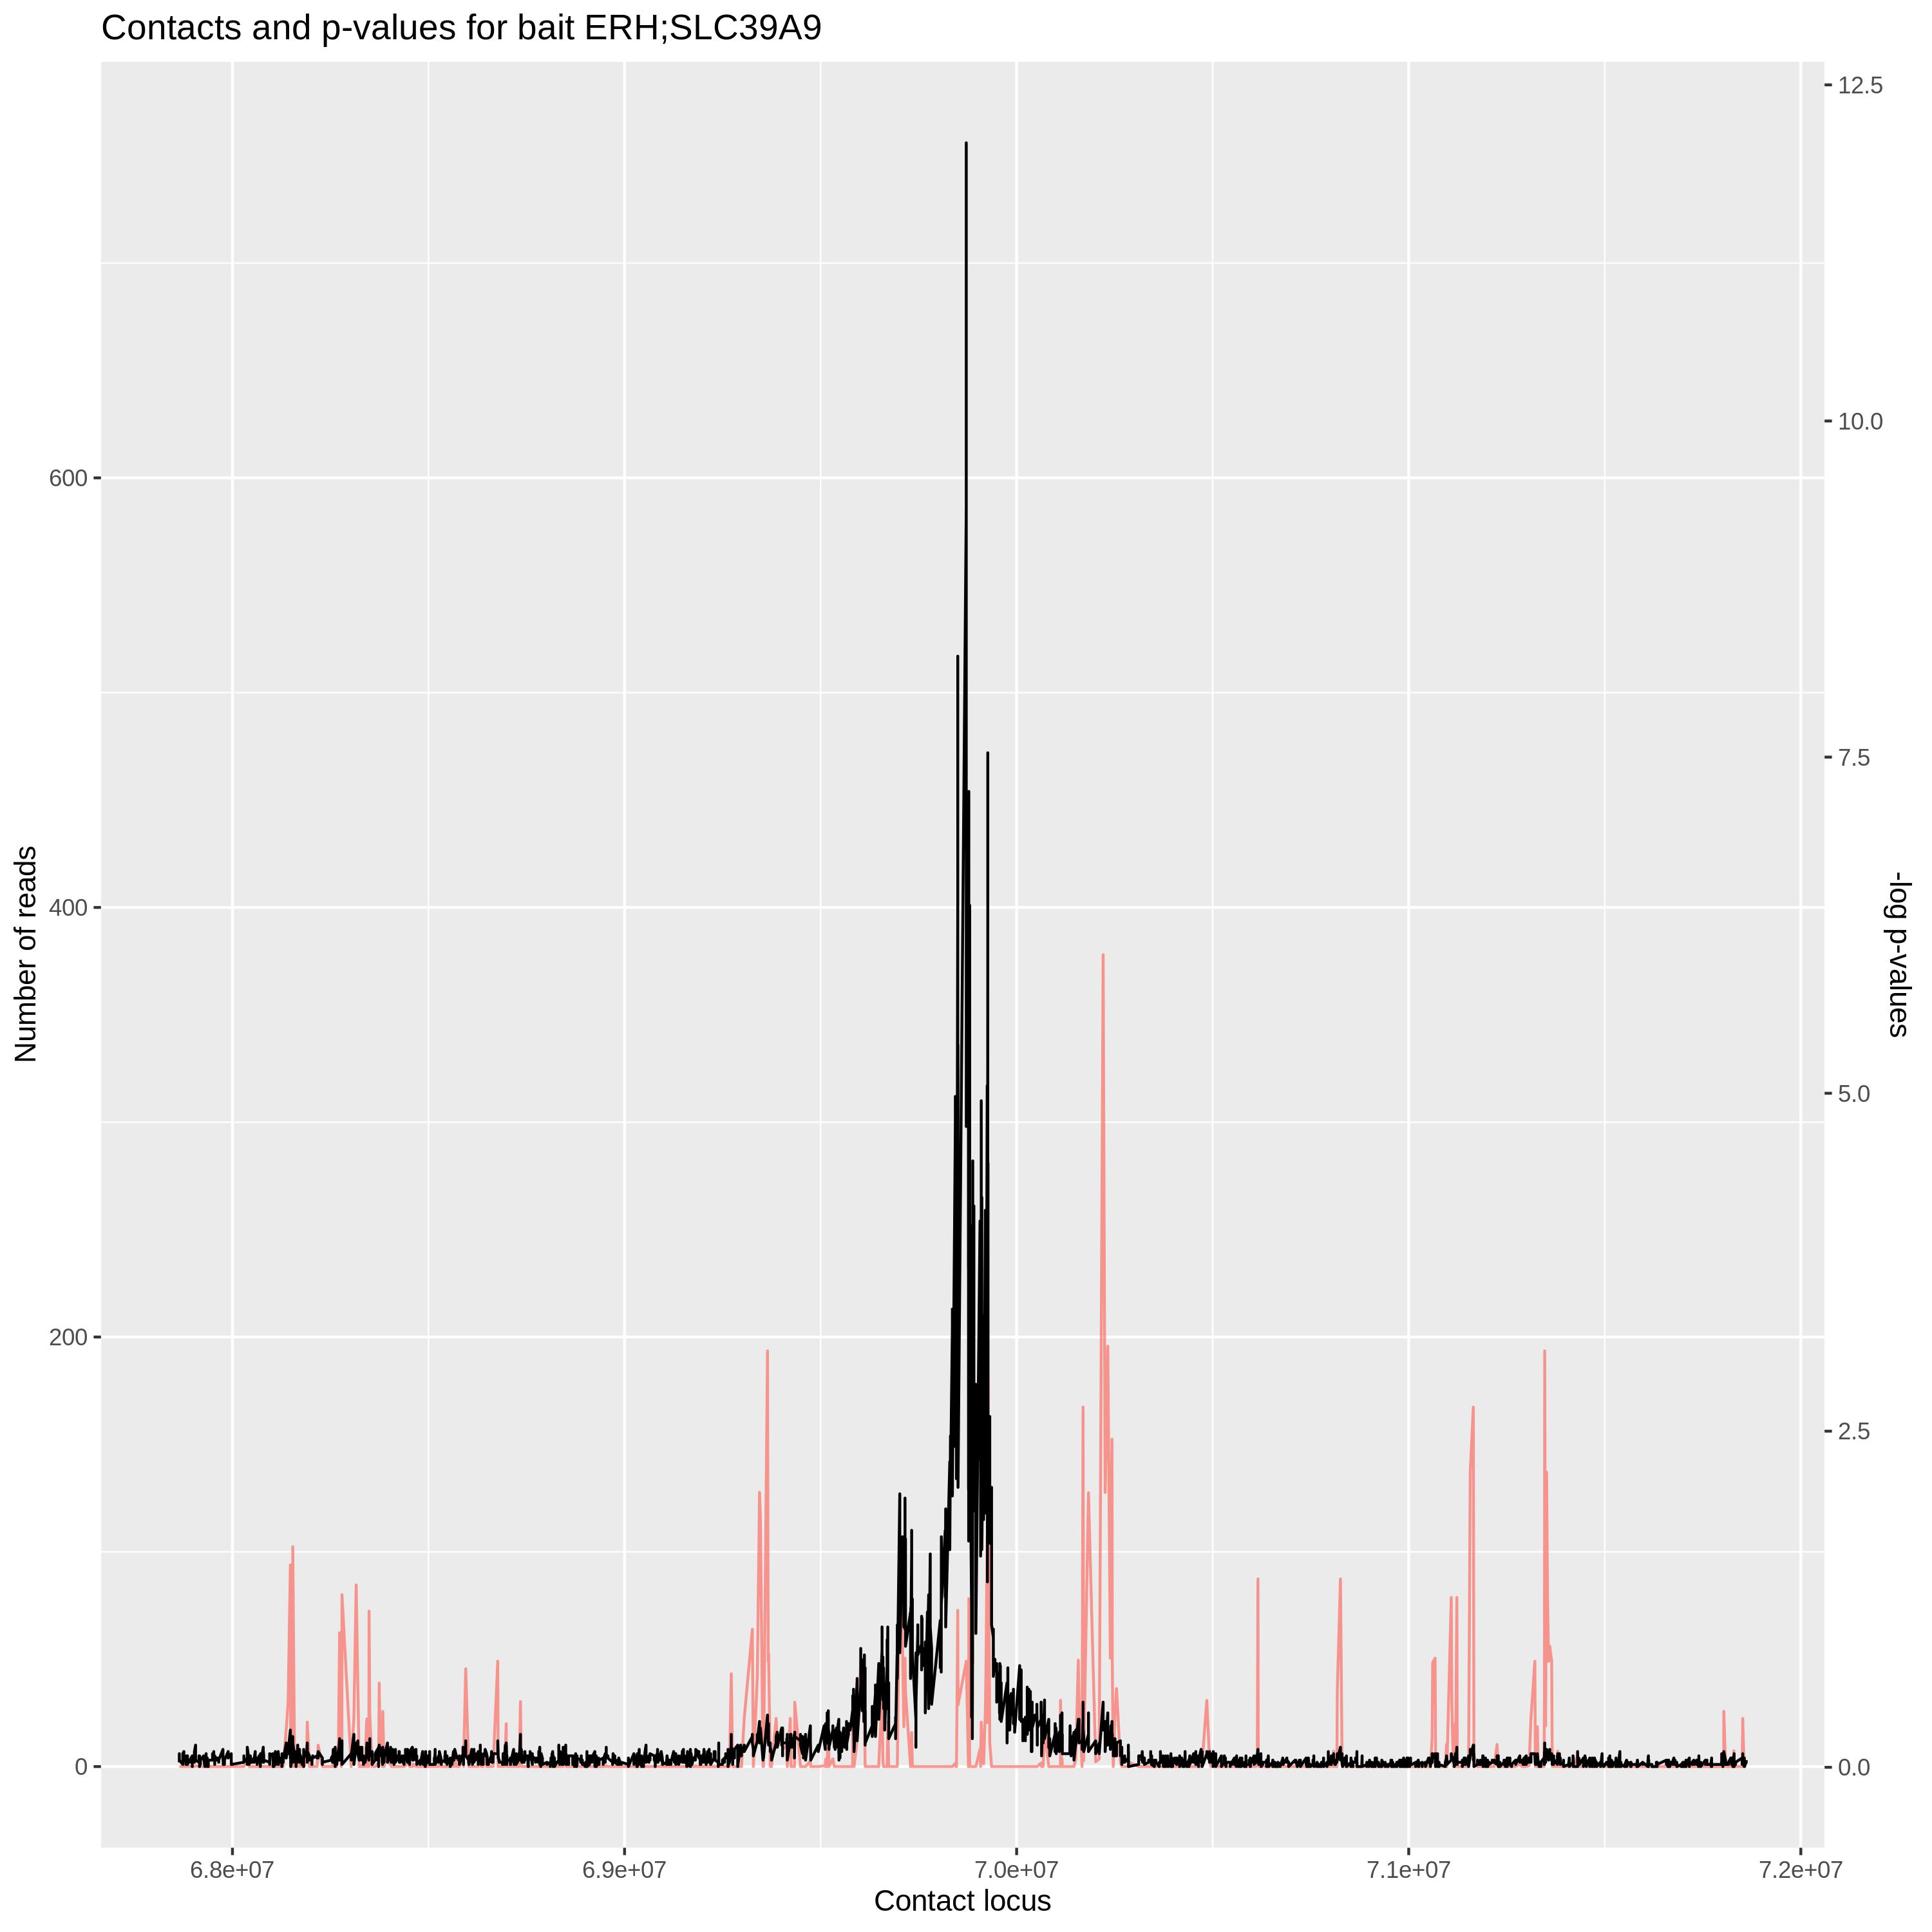 Contacts and p-values for bait ERH;SLC39A9
12.5
10.0
600
7.5
Number of reads
400
-log p-values
5.0
200
2.5
0
0.0
6.8e+07 6.9e+07 7.0e+07 7.1e+07 7.2e+07
Contact locus